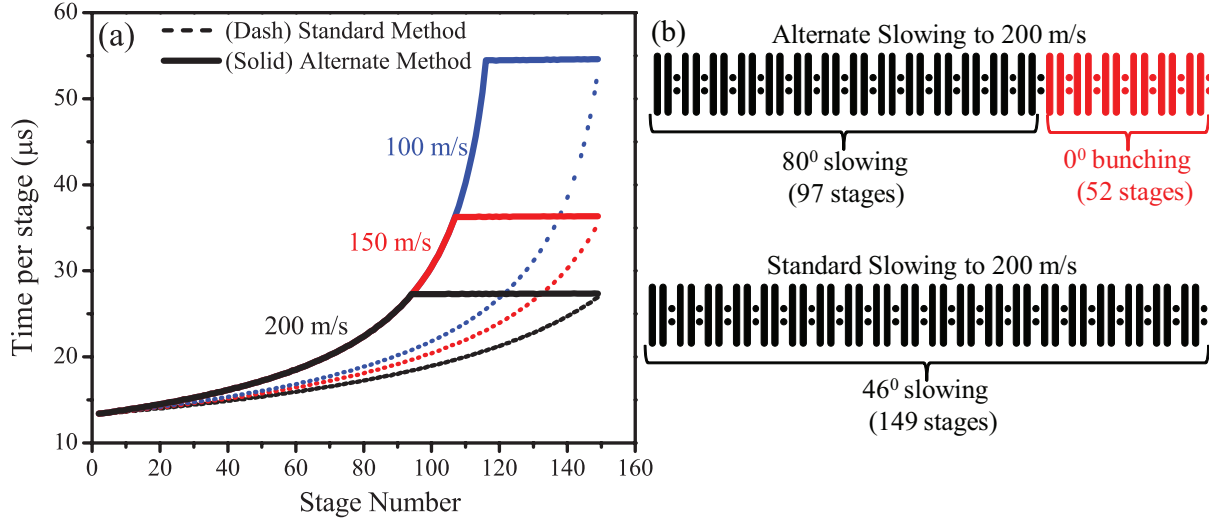 (a)
(Dash) Standard Method
(Solid) Alternate Method
100 m/s
150 m/s
200 m/s
Time per stage (μs)
60
50
40
30
20
10
0
20
40
60
80
100
120
140
160
Stage Number
(b)
Alternate Slowing to 200 m/s
80⁰ slowing
(97 stages)
0⁰ bunching
(52 stages)
Standard Slowing to 200 m/s
46⁰ slowing
(149 stages)